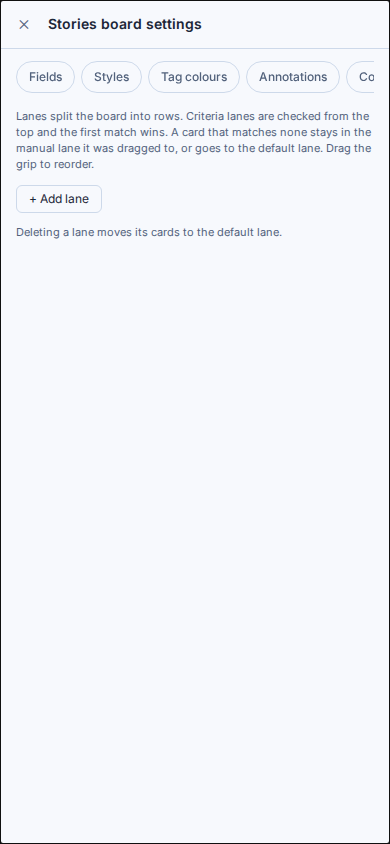 Stories board settings
Fields
Styles
Tag colours
Annotations
Co
Lanes split the board into rows. Criteria lanes are checked from the
top and the first match wins. A card that matches none stays in the
manual lane it was dragged to, or goes to the default lane. Drag the
grip to reorder.
+ Add lane
Deleting a lane moves its cards to the default lane.